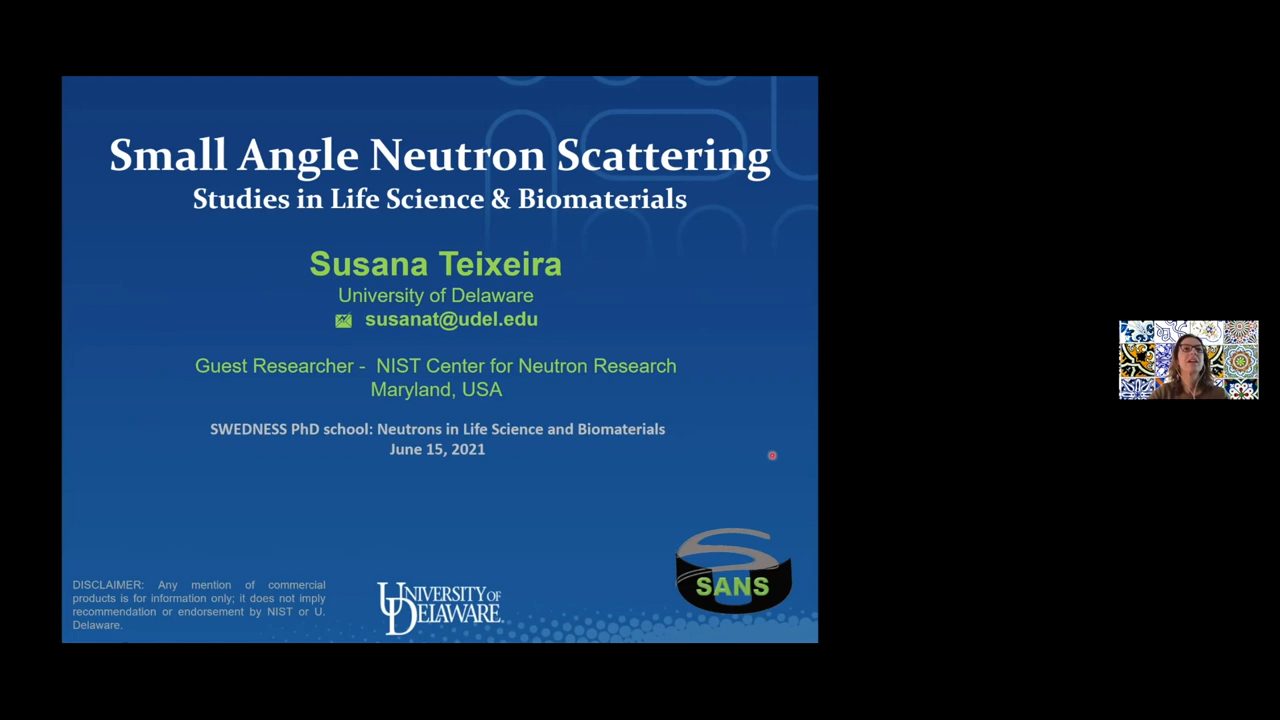 Small Angle Neutron Scattering
Studies in Life Science & Biomaterials
Susana Teixeira
University of Delaware
susanat@udel.edu
Guest Researcher - NIST Center for Neutron Research
Maryland, USA
SWEDNESS PhD school: Neutrons in Life Science and Biomaterials
June 15, 2021
DISCLAIMER: Any mention of commercial
products is for information only; it does not imply
recommendation or endorsement by NIST or U.
Delaware.
UNIVERSITY OF
DELAWARE.
SANS